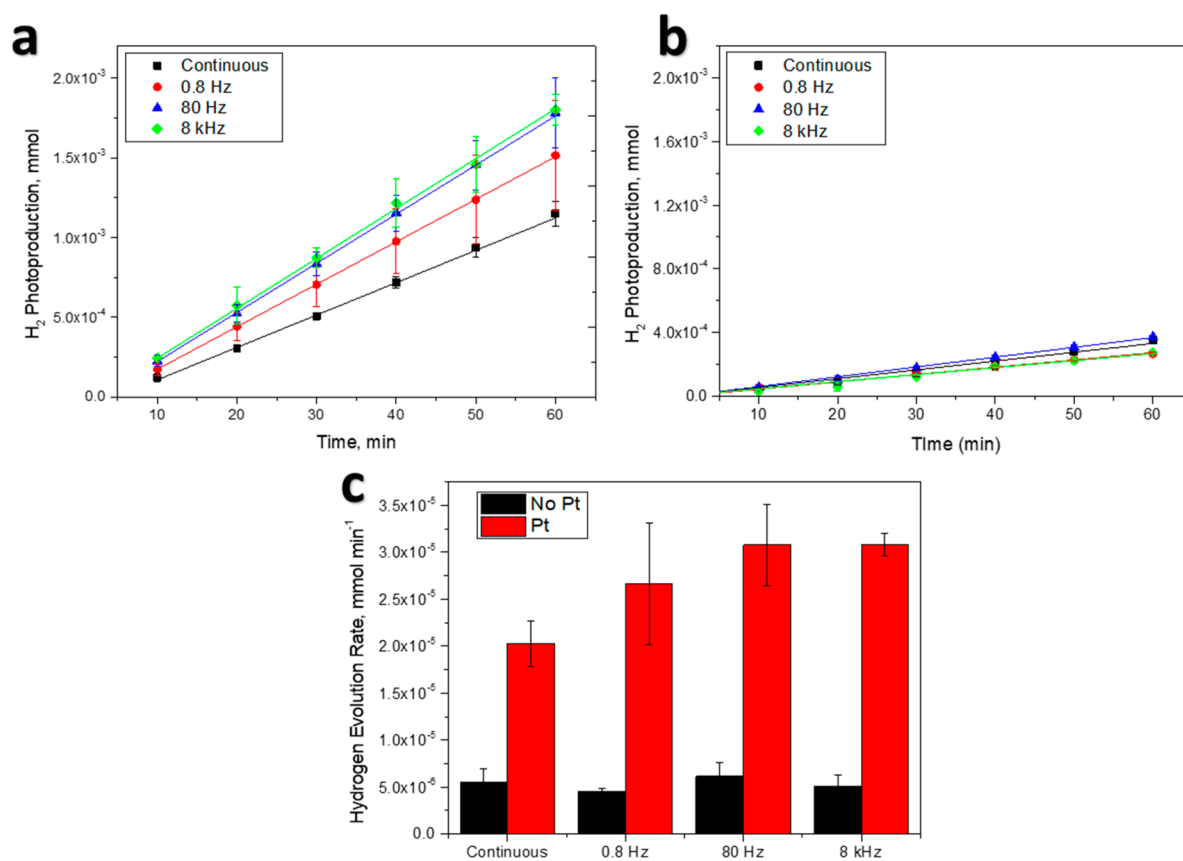 a
Continuous
0.8 Hz
80 Hz
8 kHz
2.0x10⁻³
1.5x10⁻³
1.0x10⁻³
5.0x10⁻⁴
0.0
H₂ Photoproduction, mmol
10 20 30 40 50 60
Time, min
b
Continuous
0.8 Hz
80 Hz
8 kHz
2.0x10⁻³
1.6x10⁻³
1.2x10⁻³
8.0x10⁻⁴
4.0x10⁻⁴
0.0
H₂ Photoproduction, mmol
10 20 30 40 50 60
TIme (min)
c
No Pt
Pt
3.5x10⁻⁵
3.0x10⁻⁵
2.5x10⁻⁵
2.0x10⁻⁵
1.5x10⁻⁵
1.0x10⁻⁵
5.0x10⁻⁶
0.0
Hydrogen Evolution Rate, mmol min⁻¹
Continuous 0.8 Hz 80 Hz 8 kHz